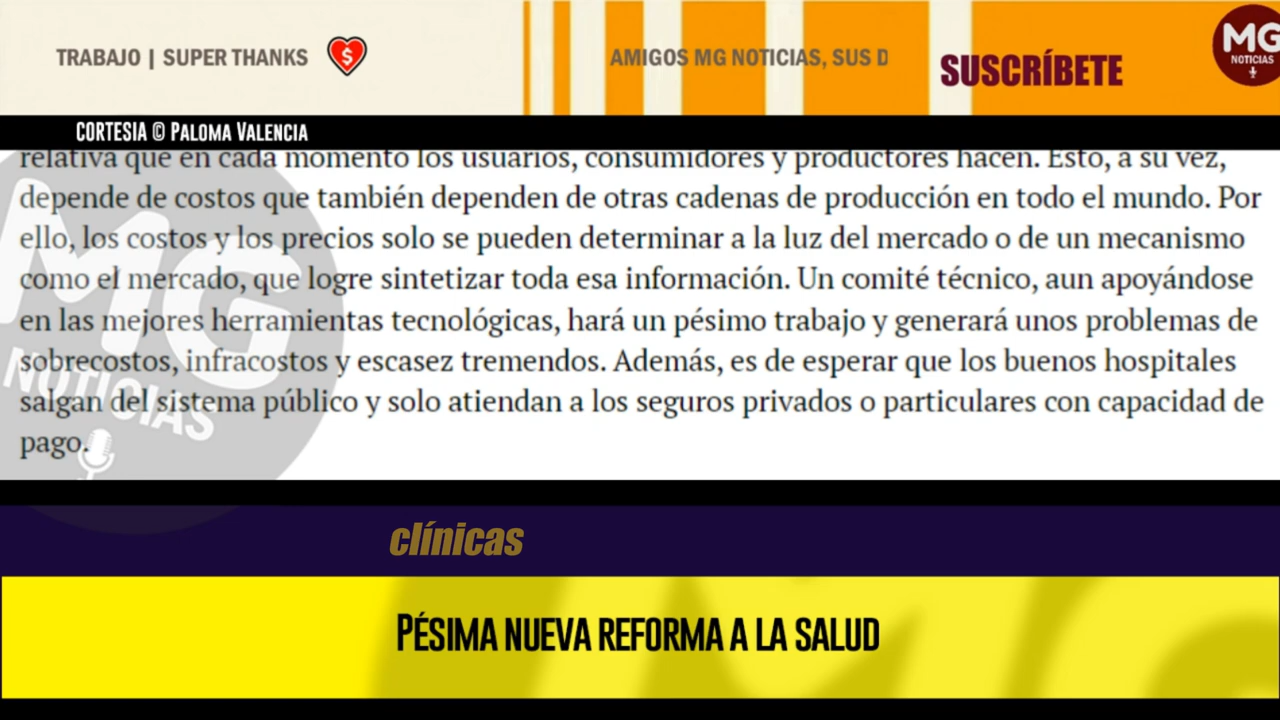 TRABAJO | SUPER THANKS
$
AMIGOS MG NOTICIAS, SUS D
SUSCRÍBETE
MG
NOTICIAS
CORTESIA © PALOMA VALENCIA
relativa que en cada momento los usuarios, consumidores y productores hacen. Esto, a su vez,
depende de costos que también dependen de otras cadenas de producción en todo el mundo. Por
ello, los costos y los precios solo se pueden determinar a la luz del mercado o de un mecanismo
como el mercado, que logre sintetizar toda esa información. Un comité técnico, aun apoyándose
en las mejores herramientas tecnológicas, hará un pésimo trabajo y generará unos problemas de
sobrecostos, infracostos y escasez tremendos. Además, es de esperar que los buenos hospitales
salgan del sistema público y solo atiendan a los seguros privados o particulares con capacidad de
pago.
MG
NOTICIAS
clínicas
PÉSIMA NUEVA REFORMA A LA SALUD